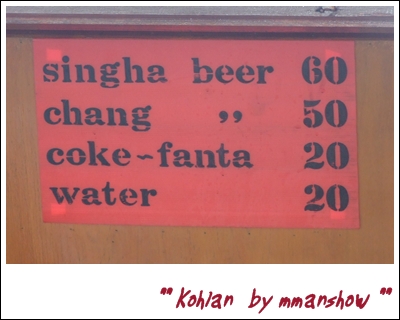 singha beer 60
chang ” 50
coke-fanta 20
water 20
"Kohlan by mmanshow"